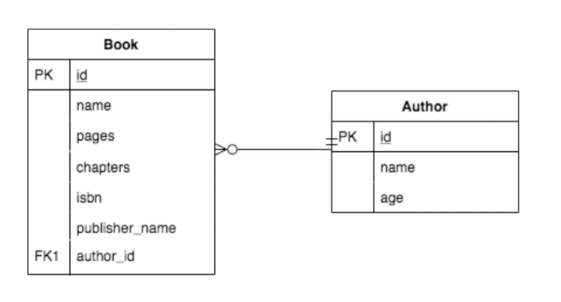 Book
PK id
name
pages
chapters
isbn
publisher_name
FK1 author_id
Author
PK id
name
age